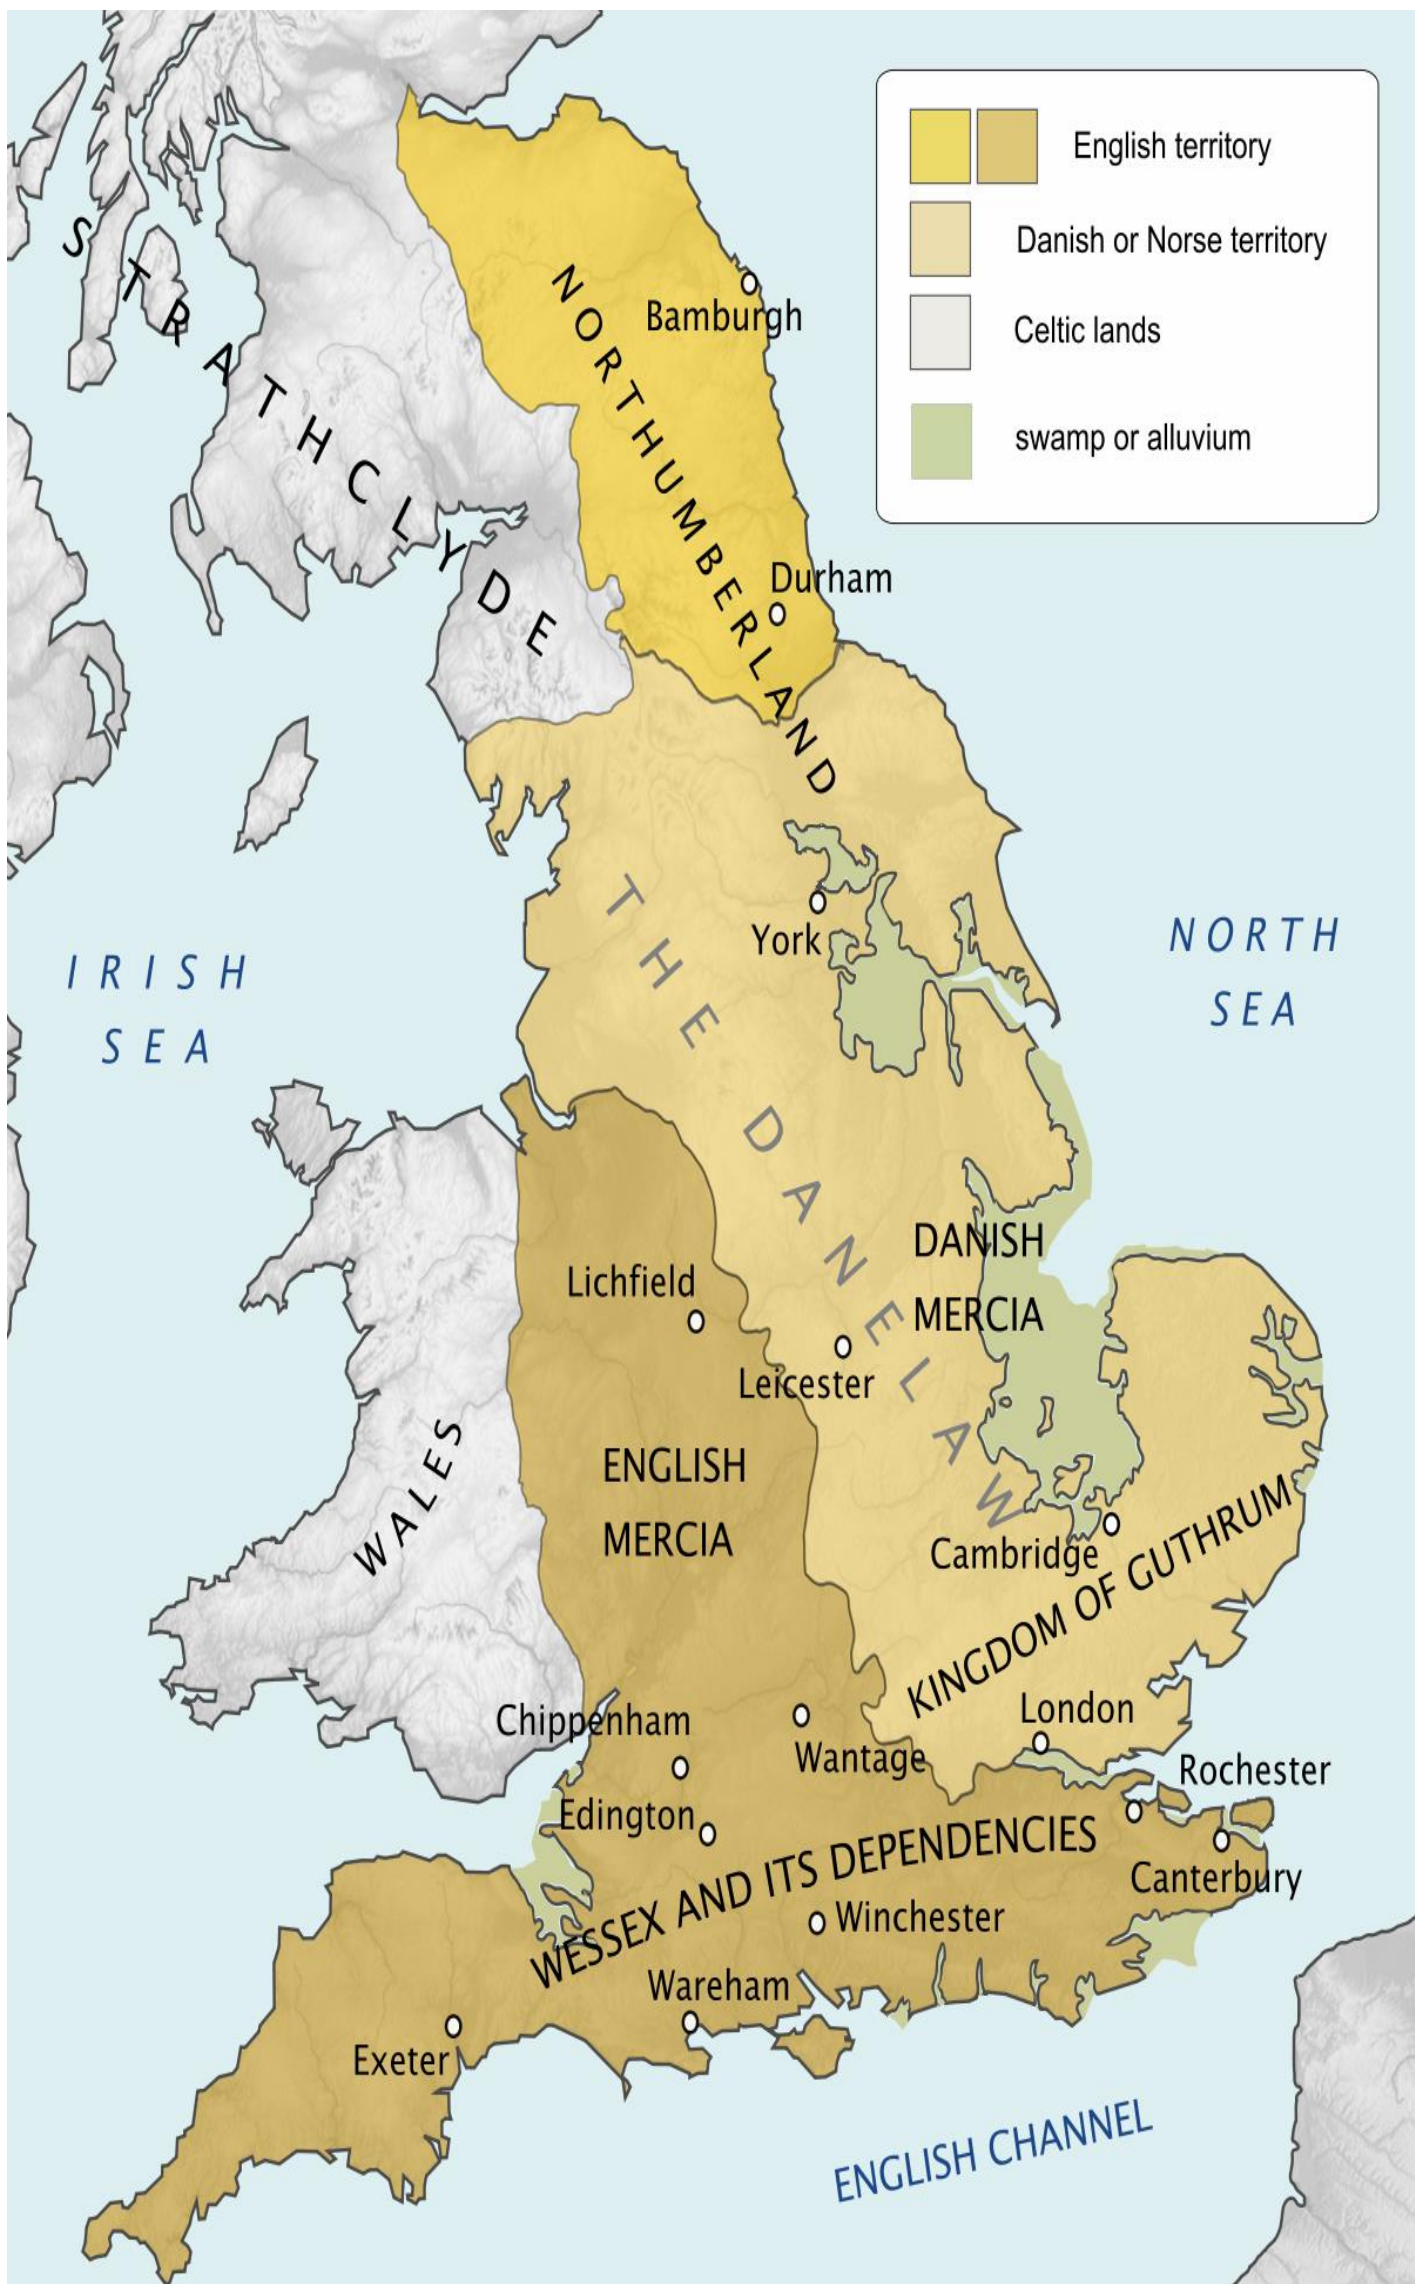 English territory
Danish or Norse territory
Celtic lands
swamp or alluvium
STRATHCLYDE
NORTHUMBERLAND
Bamburgh
Durham
York
THE DANELAW
IRISH
SEA
NORTH
SEA
DANISH
MERCIA
Lichfield
Leicester
WALES
ENGLISH
MERCIA
Cambridge
KINGDOM OF GUTHRUM
Chippenham
London
Wantage
Rochester
Edington
WESSEX AND ITS DEPENDENCIES
Canterbury
Winchester
Wareham
Exeter
ENGLISH CHANNEL